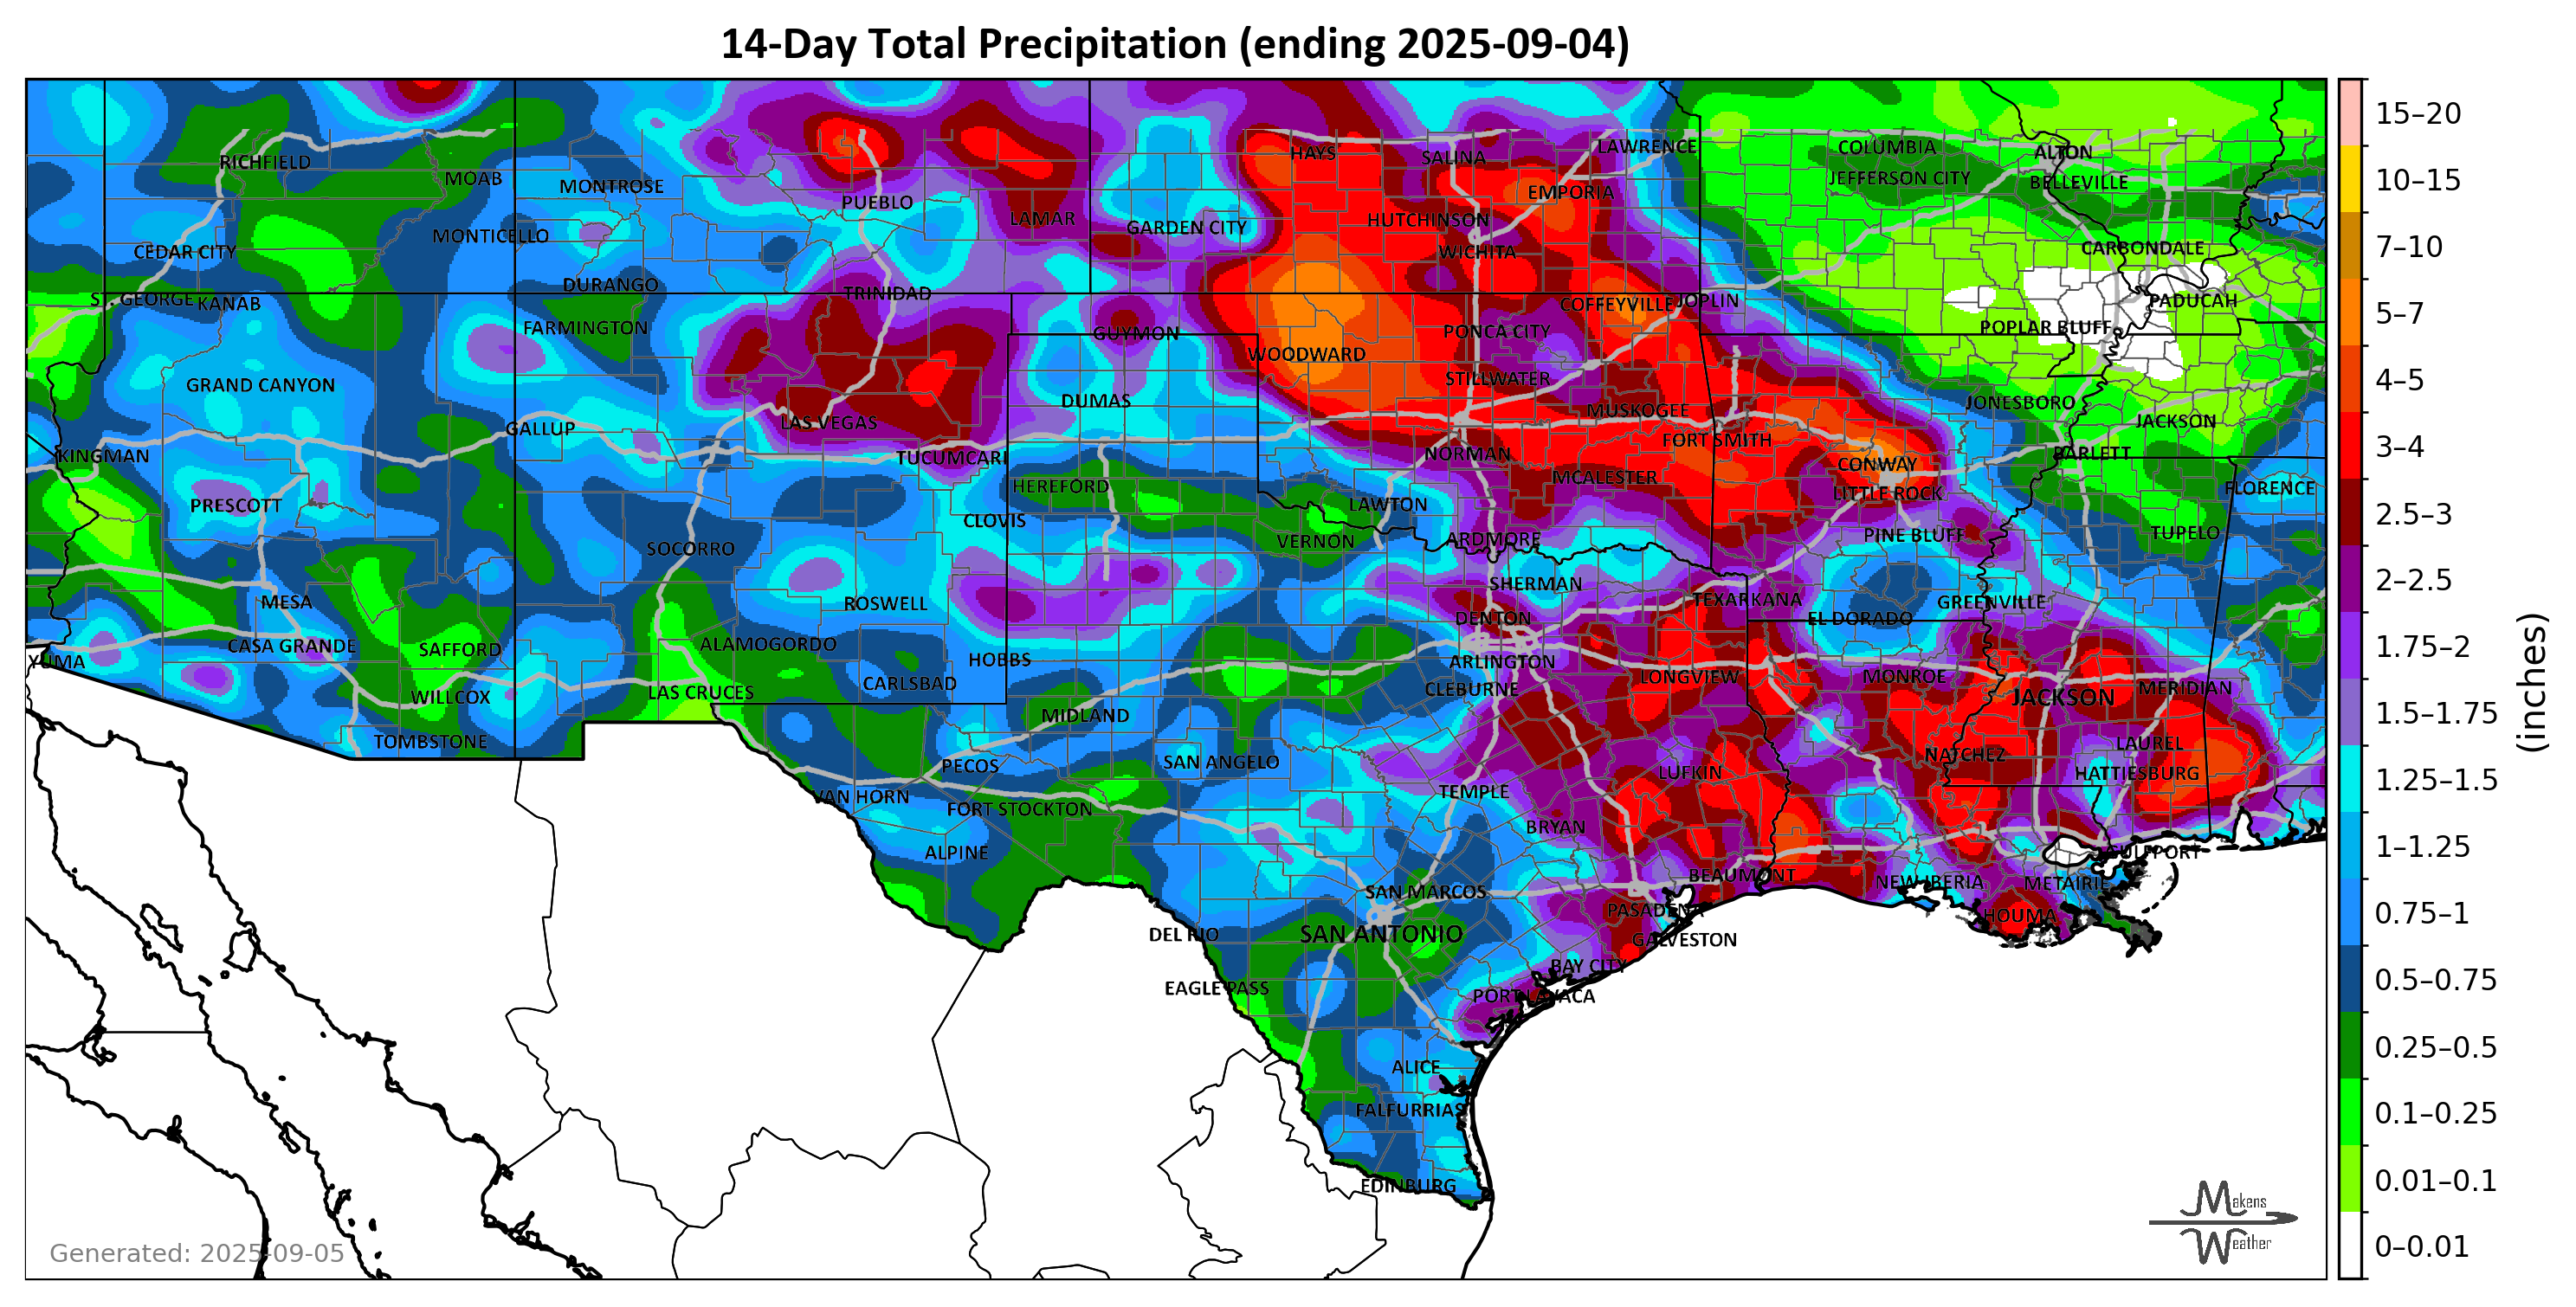 14-Day Total Precipitation (ending 2025-09-04)
HAYS
SALINA
LAWRENCE
COLUMBIA
ALTON
RICHFIELD
MOAB
MONTROSE
EMPORIA
JEFFERSON CITY
BELLEVILLE
PUEBLO
LAMAR
GARDEN CITY
HUTCHINSON
MONTICELLO
CEDAR CITY
WICHITA
CARBONDALE
DURANGO
TRINIDAD
ST. GEORGE
KANAB
COFFEYVILLE
JOPLIN
PADUCAH
FARMINGTON
GUYMON
PONCA CITY
POPLAR BLUFF
WOODWARD
GRAND CANYON
STILLWATER
DUMAS
MUSKOGEE
JONESBORO
LAS VEGAS
JACKSON
GALLUP
FORT SMITH
KINGMAN
TUCUMCARI
NORMAN
BARLETT
CONWAY
MCALESTER
HEREFORD
LITTLE ROCK
FLORENCE
PRESCOTT
LAWTON
CLOVIS
VERNON
ARDMORE
PINE BLUFF
TUPELO
SOCORRO
SHERMAN
MESA
ROSWELL
TEXARKANA
GREENVILLE
DENTON
EL DORADO
CASA GRANDE
SAFFORD
ALAMOGORDO
YUMA
HOBBS
ARLINGTON
CARLSBAD
CLEBURNE
LONGVIEW
MONROE
MERIDIAN
WILLCOX
LAS CRUCES
JACKSON
MIDLAND
TOMBSTONE
LAUREL
PECOS
SAN ANGELO
NATCHEZ
LUFKIN
HATTIESBURG
VAN HORN
FORT STOCKTON
TEMPLE
BRYAN
ALPINE
GULFPORT
SAN MARCOS
BEAUMONT
NEW IBERIA
METAIRIE
PASADENA
HOUMA
DEL RIO
SAN ANTONIO
GALVESTON
BAY CITY
EAGLE PASS
PORT LAVACA
ALICE
FALFURRIAS
EDINBURG
15–20
10–15
7–10
5–7
4–5
3–4
2.5–3
2–2.5
1.75–2
1.5–1.75
1.25–1.5
1–1.25
0.75–1
0.5–0.75
0.25–0.5
0.1–0.25
0.01–0.1
0–0.01
(inches)
Generated: 2025-09-05
Makens
Weather